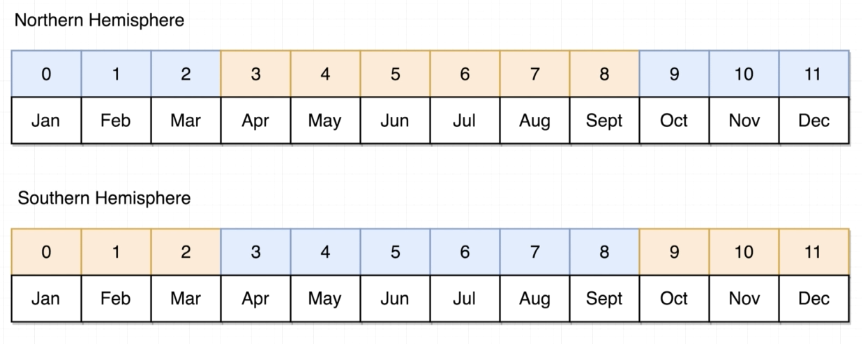 Northern Hemisphere
0 1 2 3 4 5 6 7 8 9 10 11
Jan Feb Mar Apr May Jun Jul Aug Sept Oct Nov Dec
Southern Hemisphere
0 1 2 3 4 5 6 7 8 9 10 11
Jan Feb Mar Apr May Jun Jul Aug Sept Oct Nov Dec